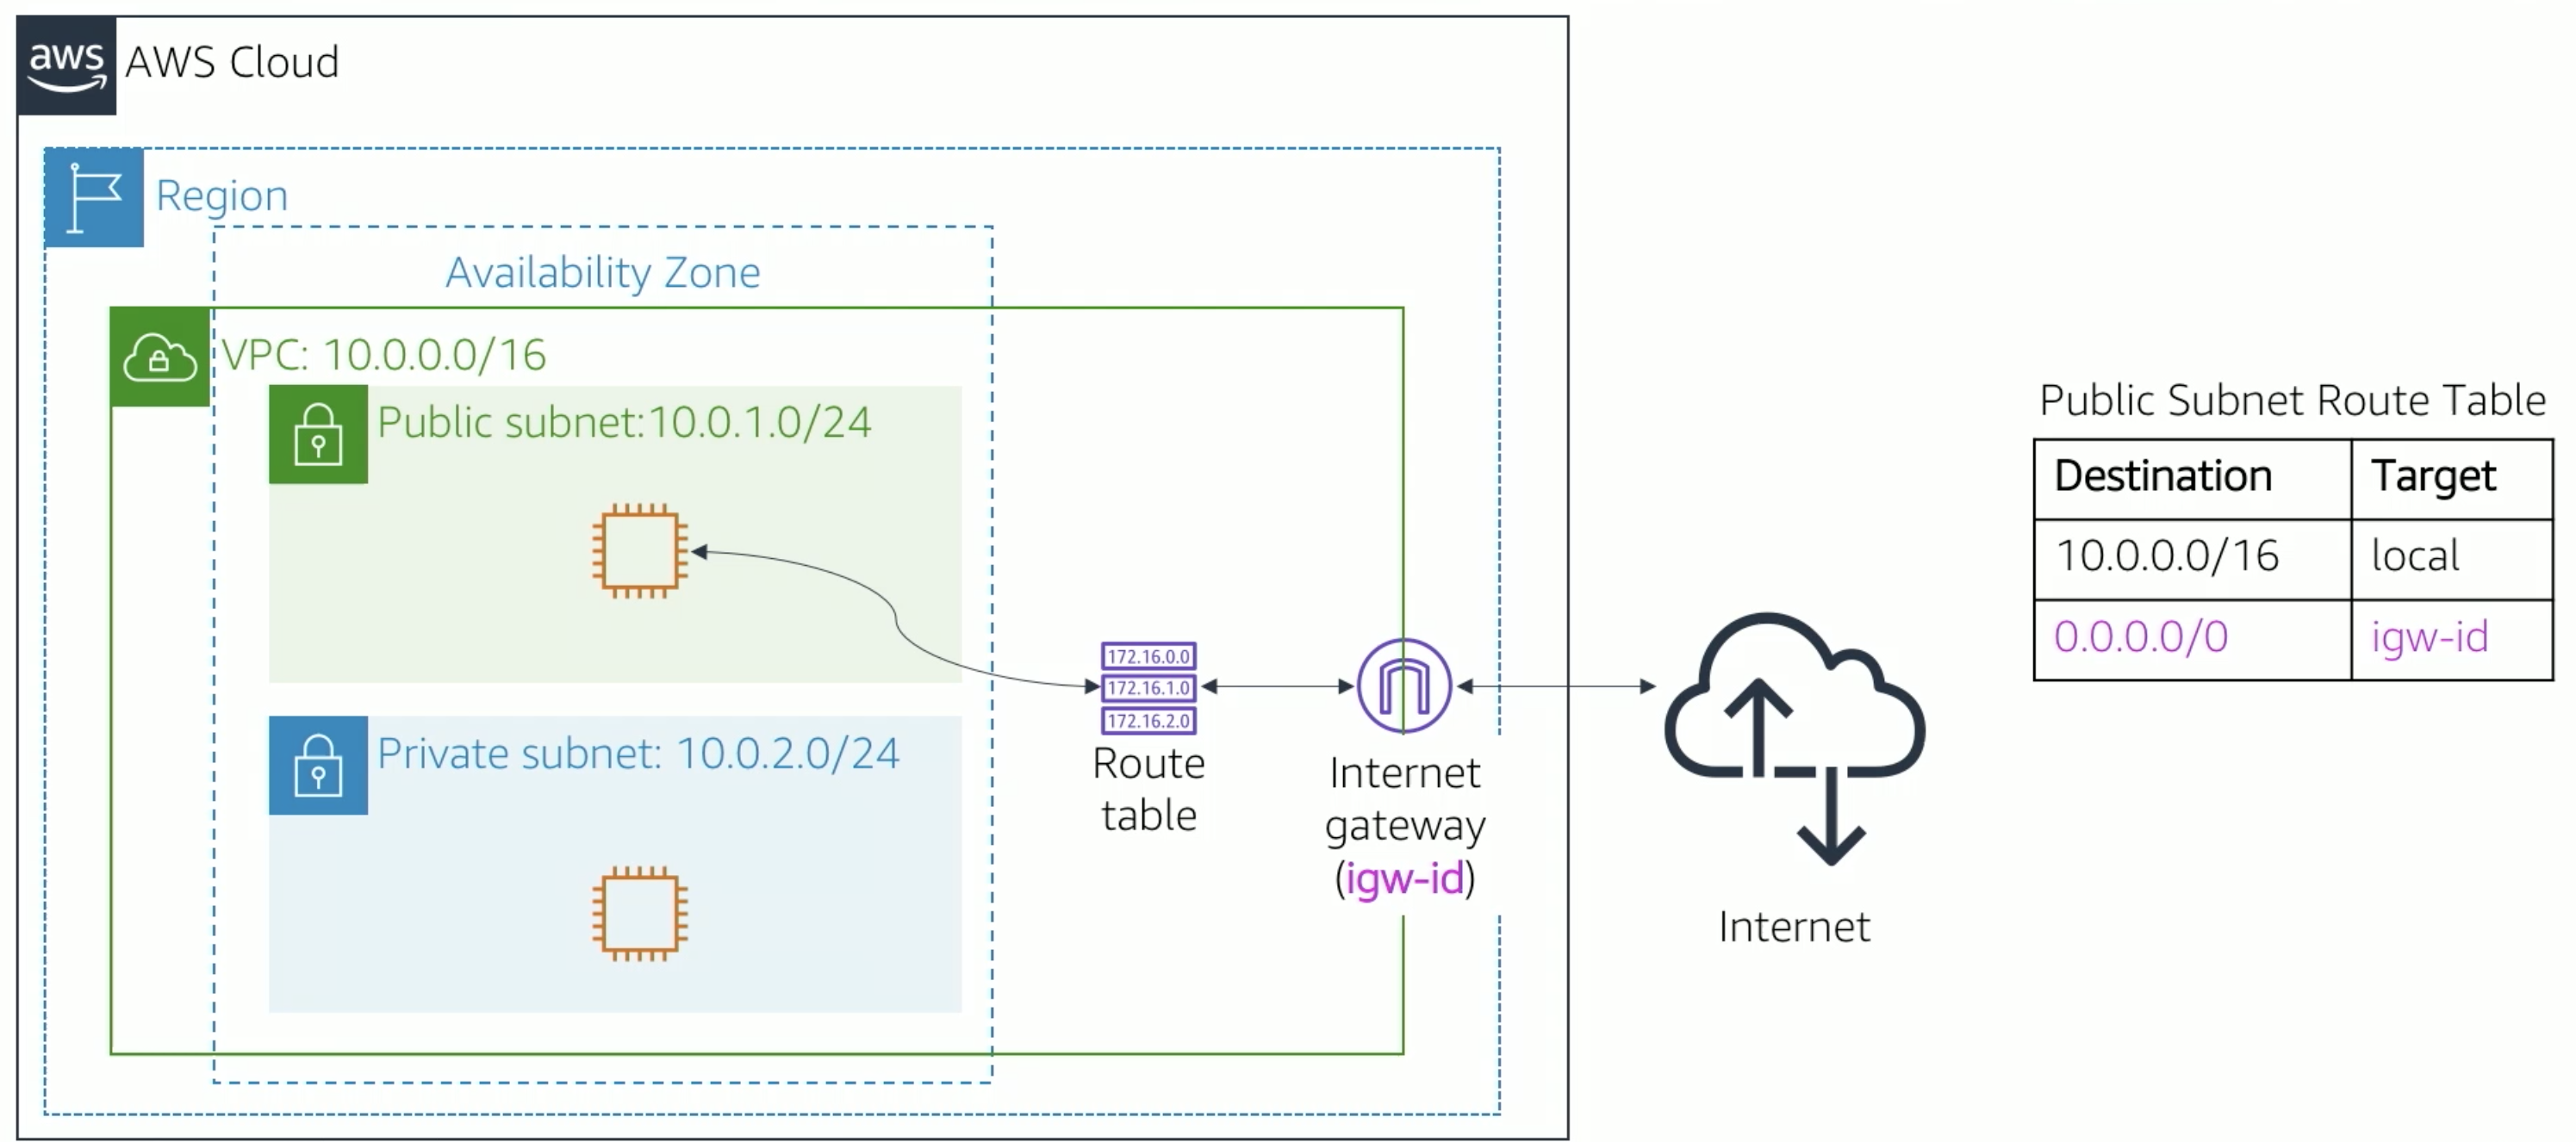 aws
AWS Cloud
Region
Availability Zone
VPC: 10.0.0.0/16
Public subnet:10.0.1.0/24
Private subnet: 10.0.2.0/24
172.16.0.0
172.16.1.0
172.16.2.0
Route
table
Internet
gateway
(igw-id)
Internet
Public Subnet Route Table
Destination Target
10.0.0.0/16 local
0.0.0.0/0 igw-id